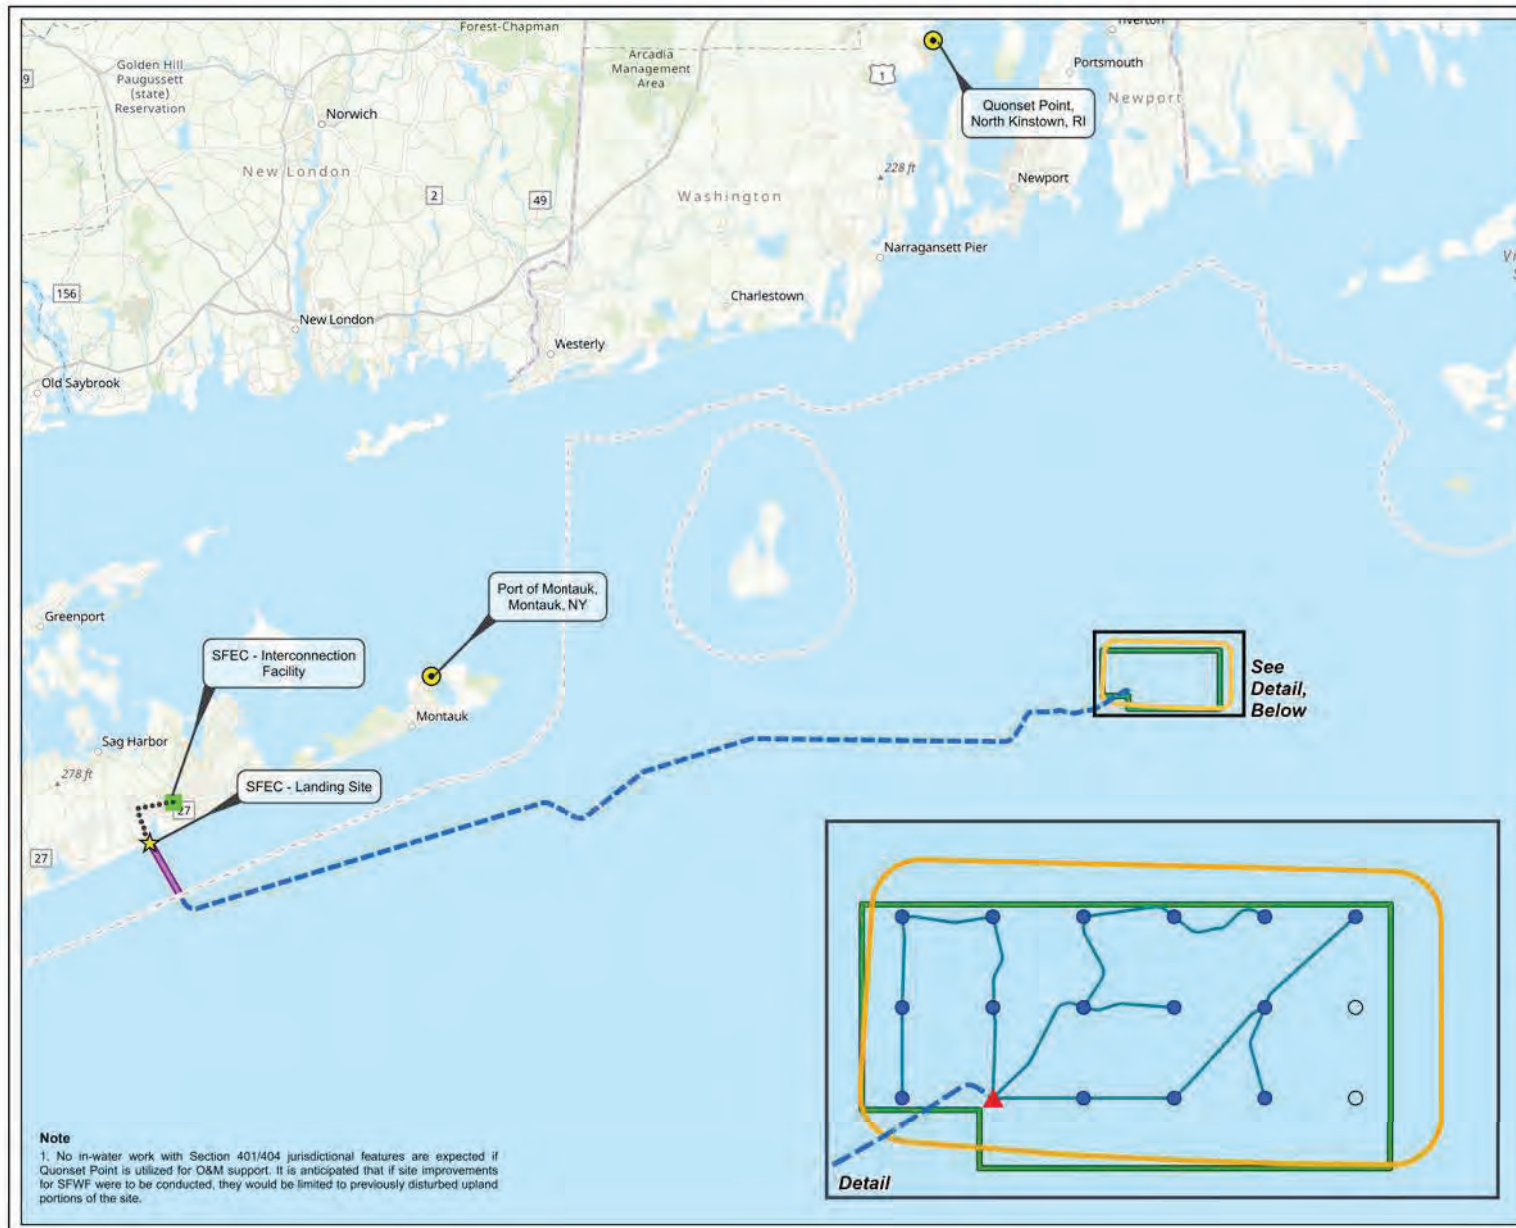 Forest-Chapman
Tiverton
Golden Hill
Paugussett
(state)
Reservation
9
Arcadia
Management
Area
1
Portsmouth
Newport
Quonset Point,
North Kinstown, RI
Norwich
New London
2
49
Washington
228 ft
Newport
Narragansett Pier
156
New London
Charlestown
Westerly
Old Saybrook
Port of Montauk,
Montauk, NY
Greenport
SFEC - Interconnection
Facility
See
Detail,
Below
Montauk
Sag Harbor
278 ft
SFEC - Landing Site
27
27
Note
1. No in-water work with Section 401/404 jurisdictional features are expected if
Quonset Point is utilized for O&M support. It is anticipated that if site improvements
for SFWF were to be conducted, they would be limited to previously disturbed upland
portions of the site.
Detail